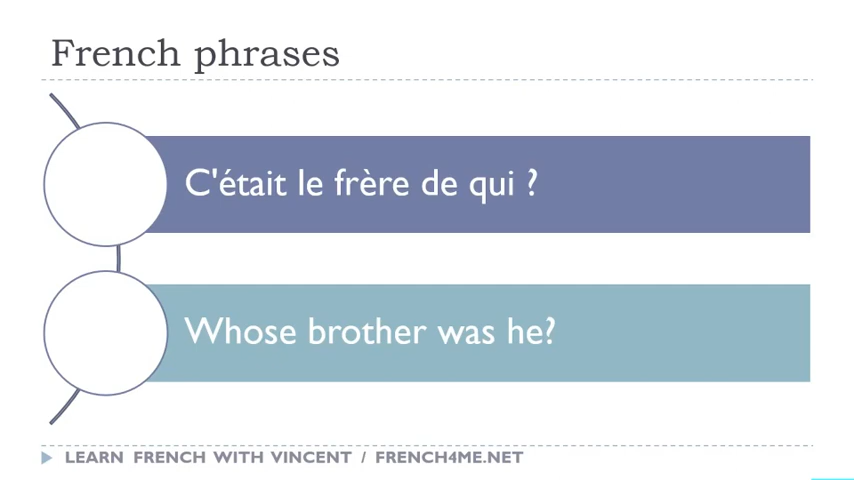 French phrases
C'était le frère de qui ?
Whose brother was he?
LEARN FRENCH WITH VINCENT / FRENCH4ME.NET